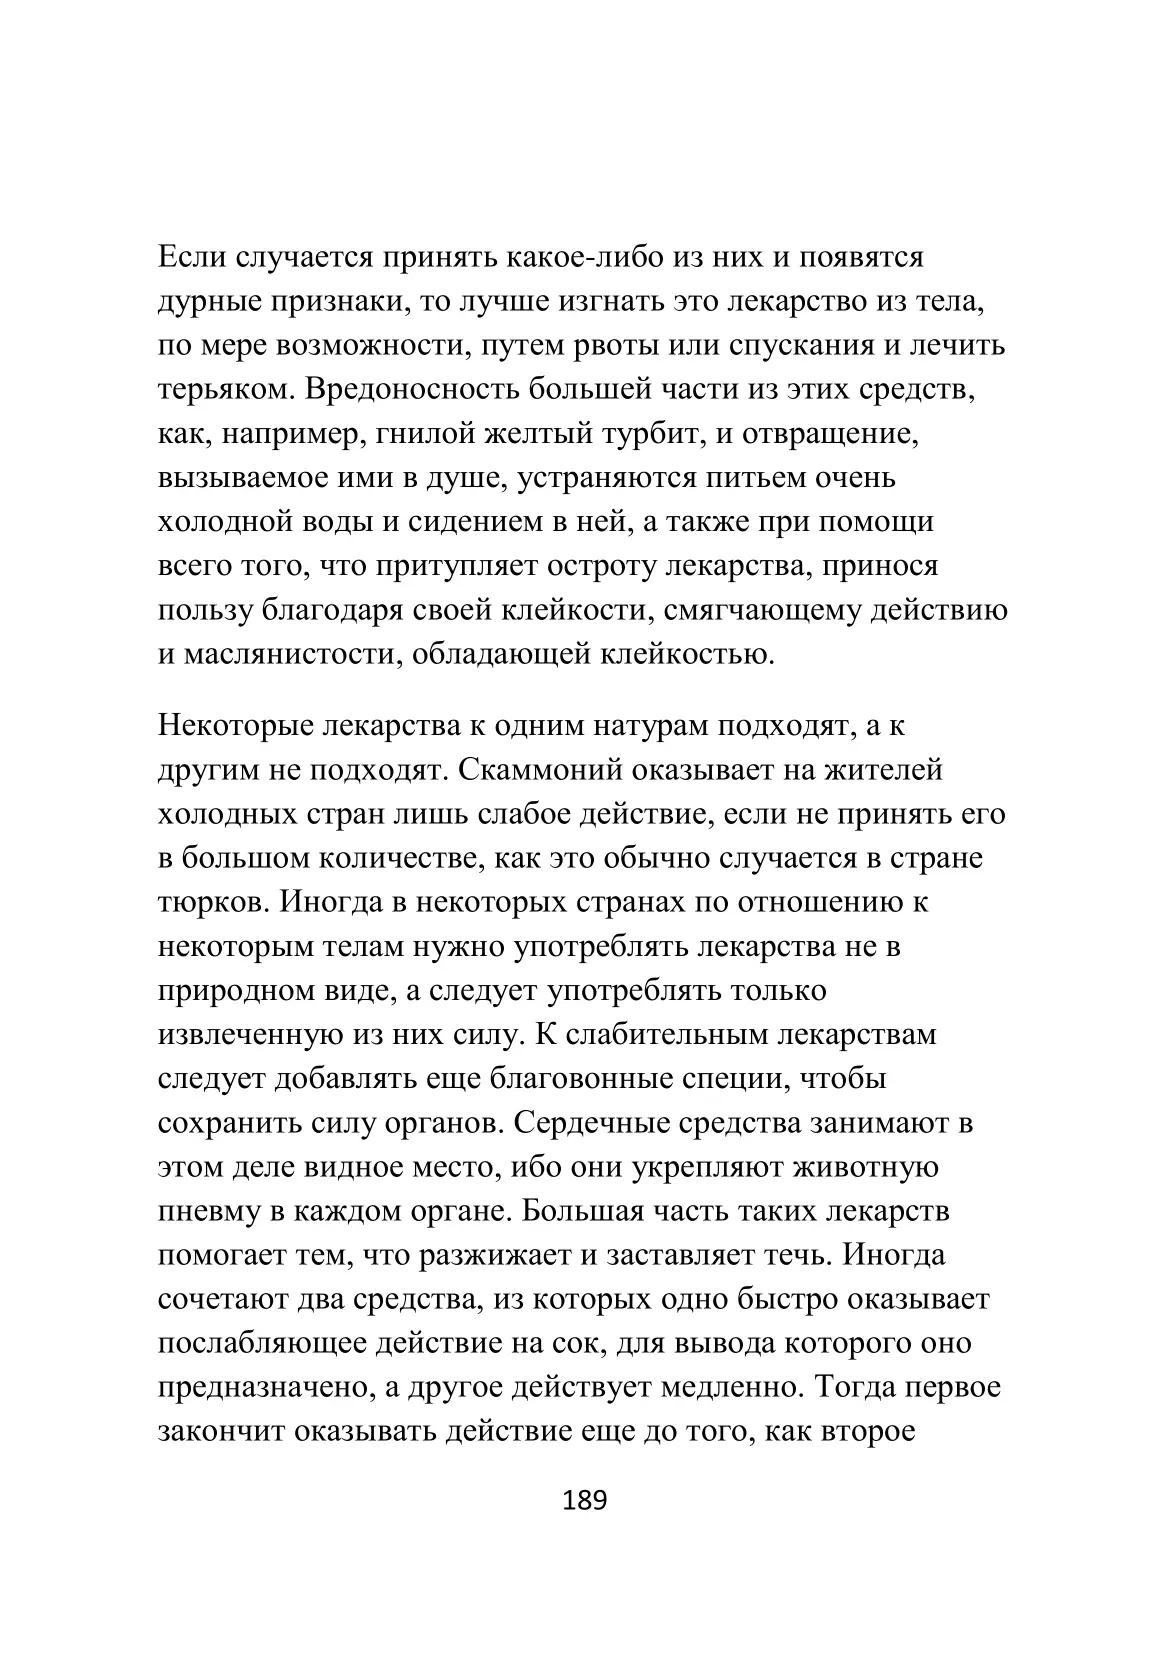 Если случается принять какое-либо из них и появятся
дурные признаки, то лучше изгнать это лекарство из тела,
по мере возможности, путем рвоты или спускания и лечить
терьяком. Вредоносность большей части из этих средств,
как, например, гнилой желтый турбит, и отвращение,
вызываемое ими в душе, устраняются питьем очень
холодной воды и сидением в ней, а также при помощи
всего того, что притупляет остроту лекарства, принося
пользу благодаря своей клейкости, смягчающему действию
и маслянистости, обладающей клейкостью.
Некоторые лекарства к одним натурам подходят, а к
другим не подходят. Скаммоний оказывает на жителей
холодных стран лишь слабое действие, если не принять его
в большом количестве, как это обычно случается в стране
тюрков. Иногда в некоторых странах по отношению к
некоторым телам нужно употреблять лекарства не в
природном виде, а следует употреблять только
извлеченную из них силу. К слабительным лекарствам
следует добавлять еще благовонные специи, чтобы
сохранить силу органов. Сердечные средства занимают в
этом деле видное место, ибо они укрепляют животную
пневму в каждом органе. Большая часть таких лекарств
помогает тем, что разжижает и заставляет течь. Иногда
сочетают два средства, из которых одно быстро оказывает
послабляющее действие на сок, для вывода которого оно
предназначено, а другое действует медленно. Тогда первое
закончит оказывать действие еще до того, как второе
189